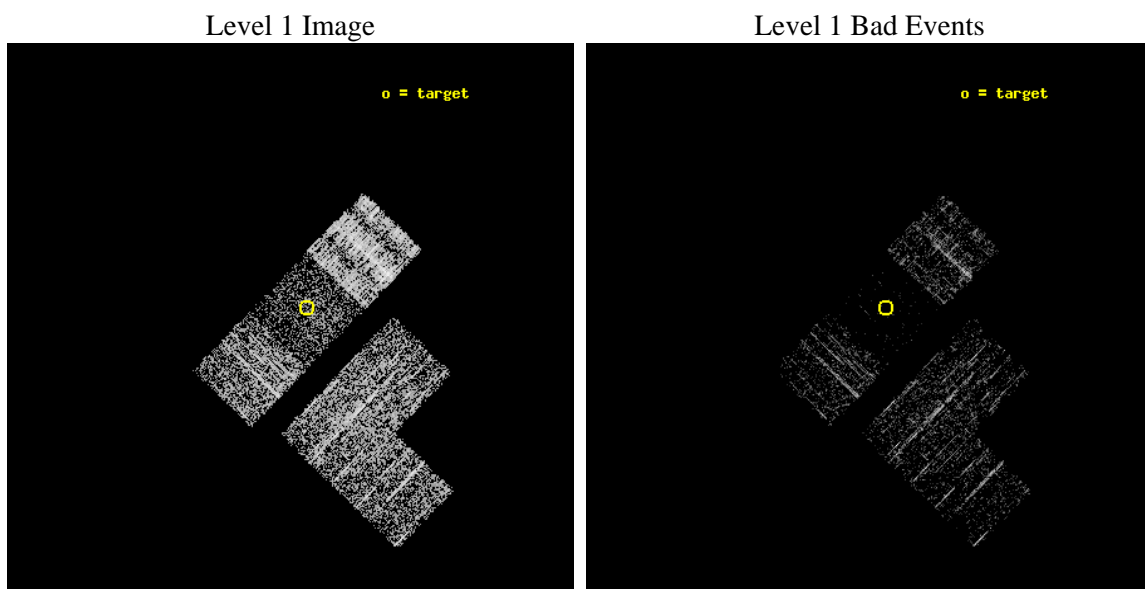 Level 1 Image
Level 1 Bad Events
o = target
o = target